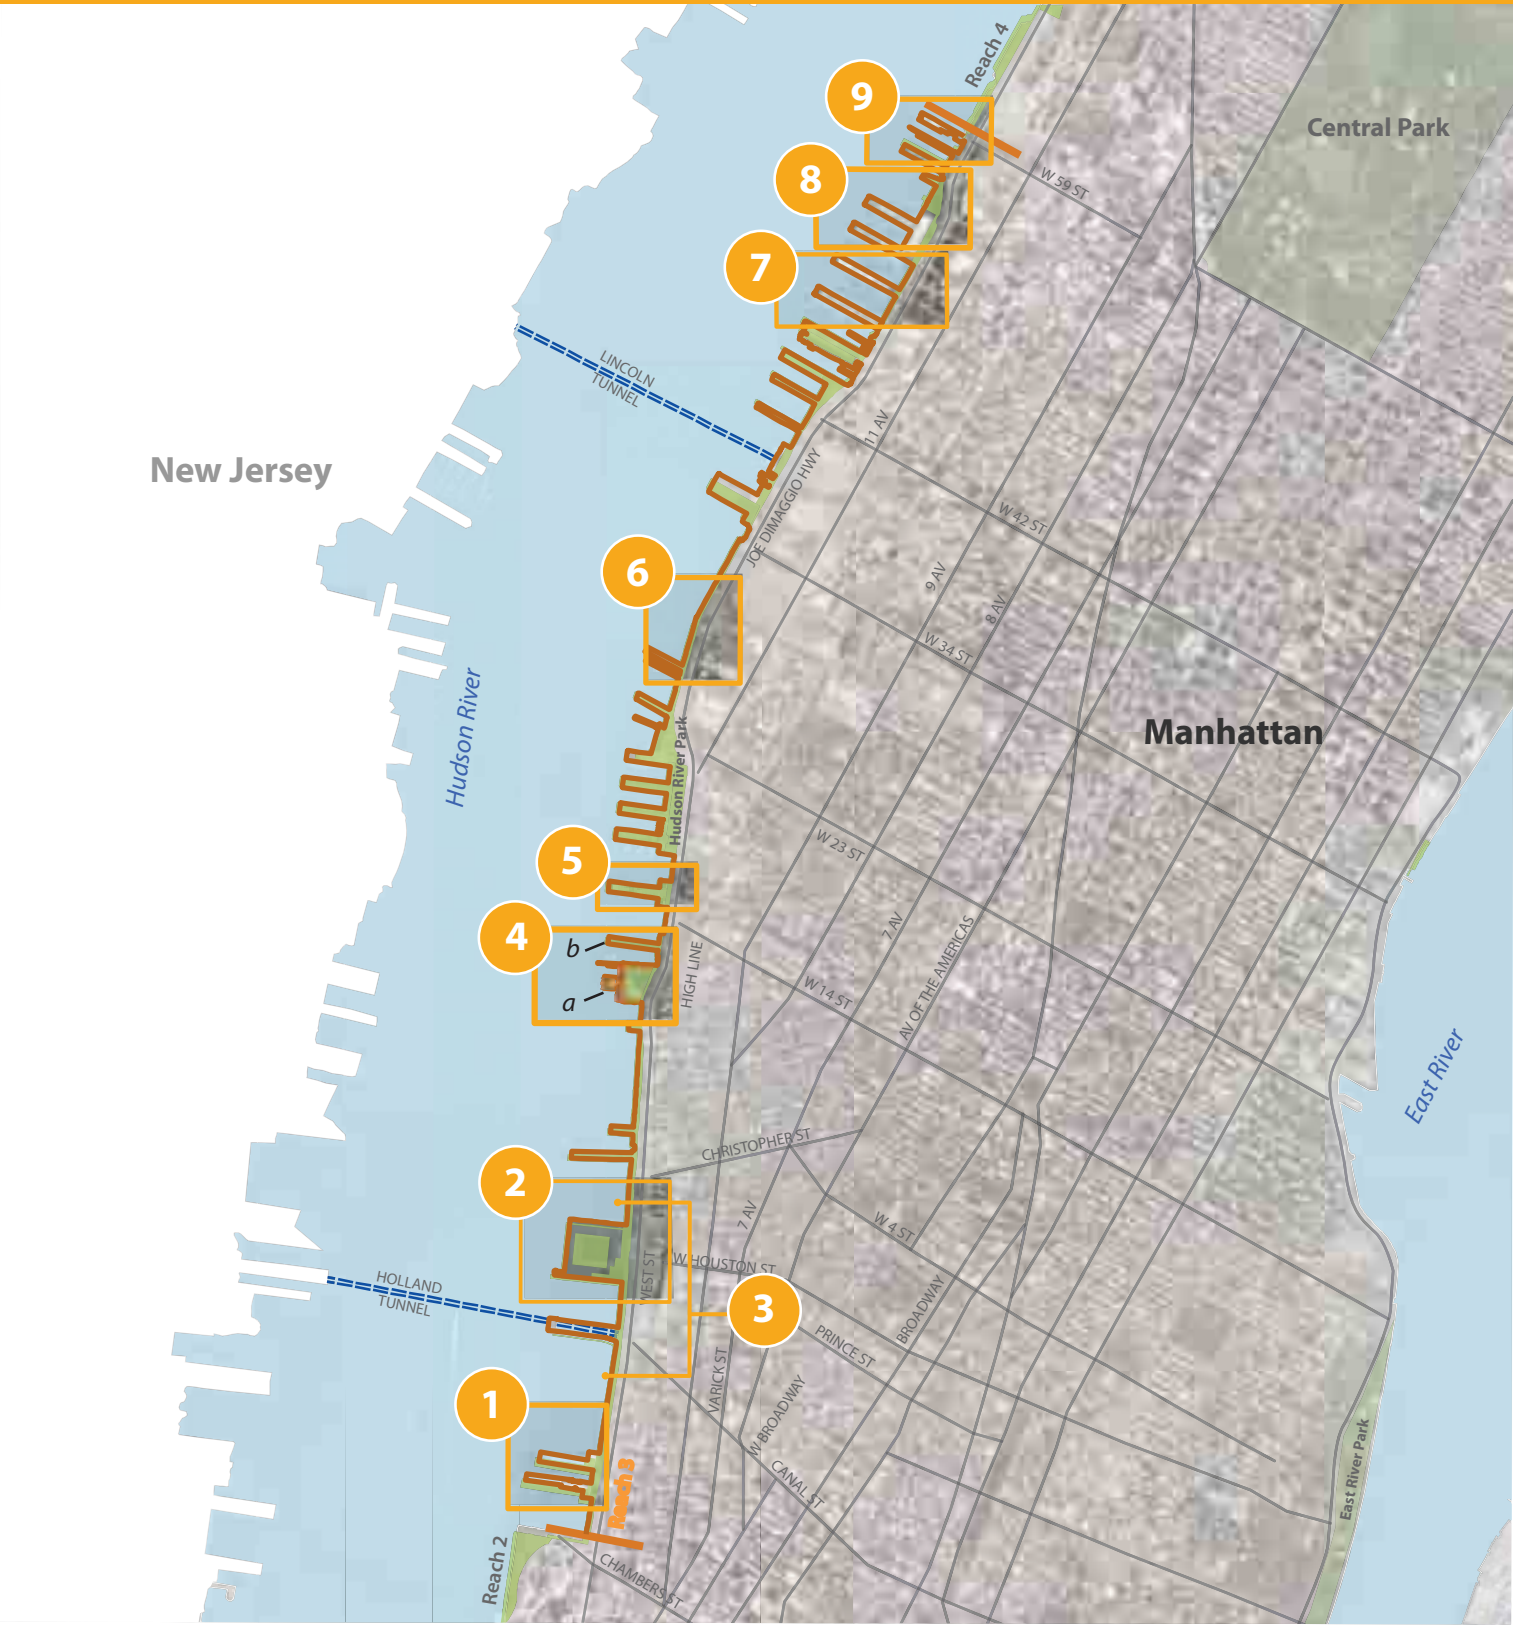 Reach 4
9
Central Park
8
W 59 ST
7
LINCOLN
TUNNEL
11 AV
New Jersey
JOE DIMAGGIO HWY
W 42 ST
6
9 AV
8 AV
W 34 ST
Hudson River
Hudson River Park
Manhattan
W 23 ST
5
4
b
a
HIGH LINE
7 AV
AV OF THE AMERICAS
W 14 ST
East River
CHRISTOPHER ST
2
7 AV
W 4 ST
WEST ST
W HOUSTON ST
HOLLAND
TUNNEL
3
BROADWAY
PRINCE ST
VARICK ST
1
W BROADWAY
CANAL ST
Reach 3
East River Park
Reach 2
CHAMBERS ST